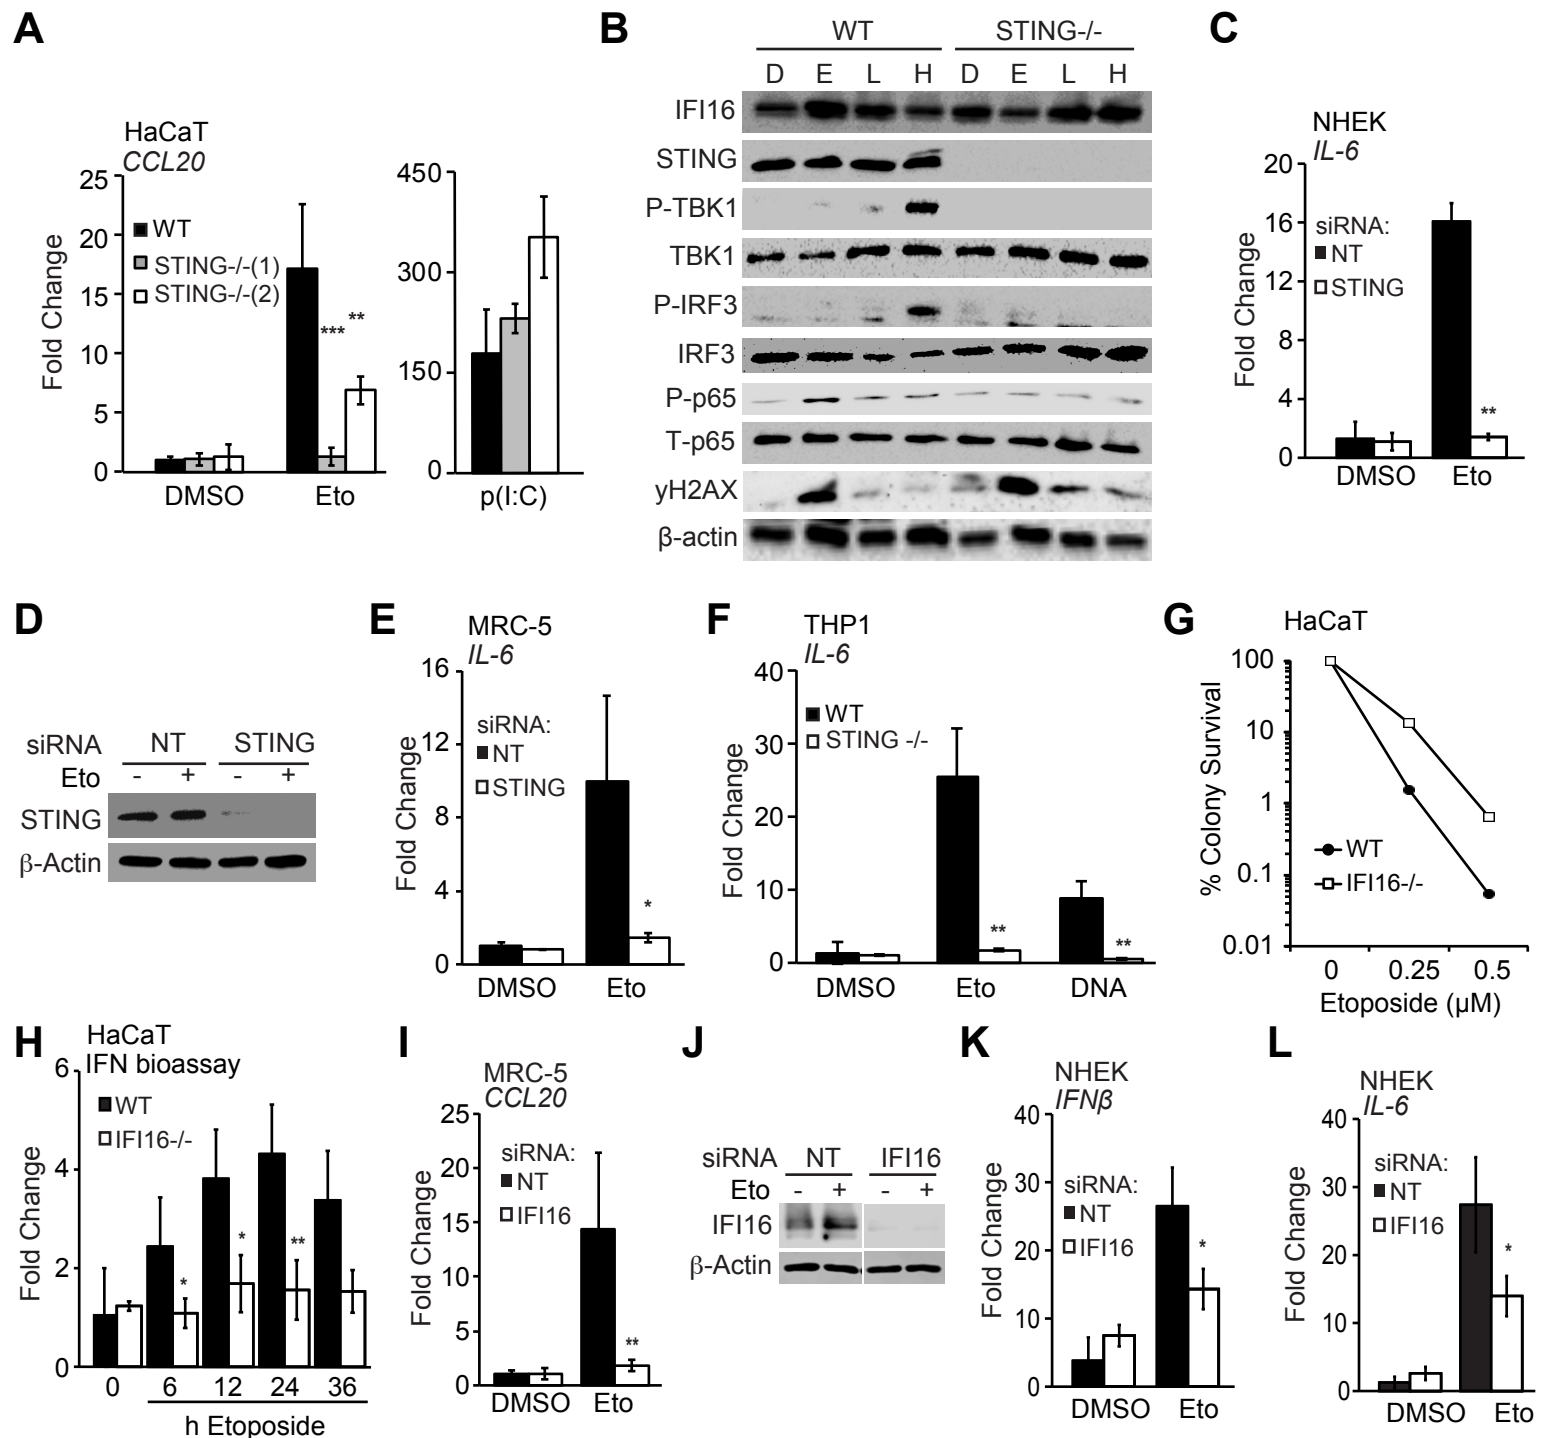 A
HaCaT
CCL20
Fold Change
25
20
15
10
5
0
WT
STING-/-(1)
STING-/-(2)
***
**
DMSO
Eto
450
300
150
0
p(I:C)
B
WT
STING-/-
D E L H D E L H
IFI16
STING
P-TBK1
TBK1
P-IRF3
IRF3
P-p65
T-p65
yH2AX
β-actin
C
NHEK
IL-6
Fold Change
20
16
12
8
4
0
siRNA:
NT
STING
**
DMSO
Eto
D
siRNA NT STING
Eto - + - +
STING
β-Actin
E
MRC-5
IL-6
Fold Change
16
12
8
4
0
siRNA:
NT
STING
*
DMSO
Eto
F
THP1
IL-6
Fold Change
40
30
20
10
0
WT
STING -/-
**
**
DMSO
Eto
DNA
G
HaCaT
% Colony Survival
100
10
1
0.1
0.01
WT
IFI16-/-
0 0.25 0.5
Etoposide (µM)
H
HaCaT
IFN bioassay
Fold Change
6
4
2
0
WT
IFI16-/-
*
*
**
0 6 12 24 36
h Etoposide
I
MRC-5
CCL20
Fold Change
25
20
15
10
5
0
siRNA:
NT
IFI16
**
DMSO
Eto
J
siRNA NT IFI16
Eto - + - +
IFI16
β-Actin
K
NHEK
IFNβ
Fold Change
40
30
20
10
0
siRNA:
NT
IFI16
*
DMSO
Eto
L
NHEK
IL-6
Fold Change
40
30
20
10
0
siRNA:
NT
IFI16
*
DMSO
Eto